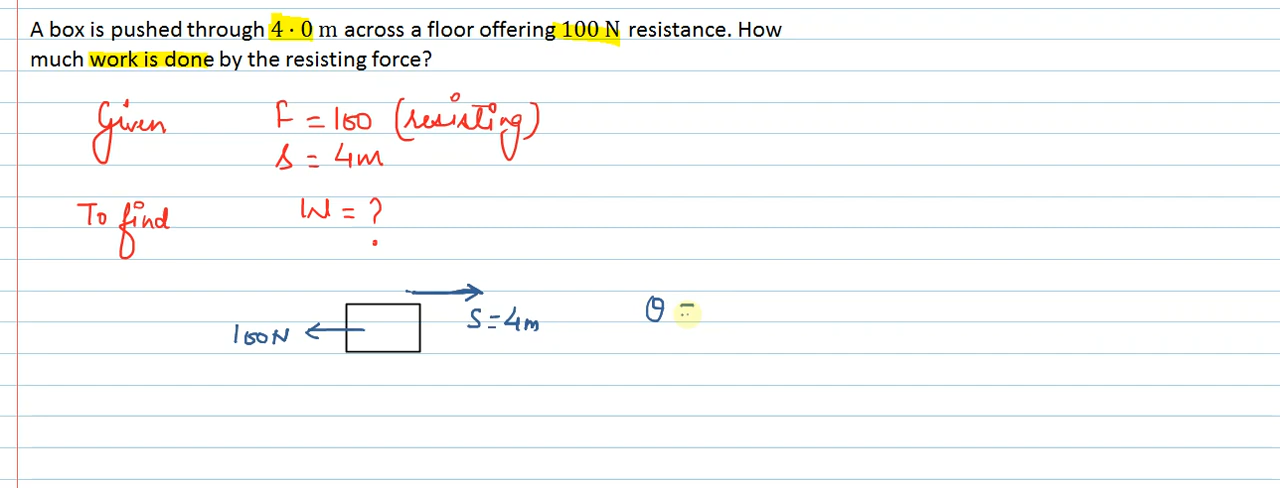 A box is pushed through 4 · 0 m across a floor offering 100 N resistance. How
much work is done by the resisting force?
Given F = 100 (resisting)
s = 4m
To find W = ?
S = 4m θ =
100N